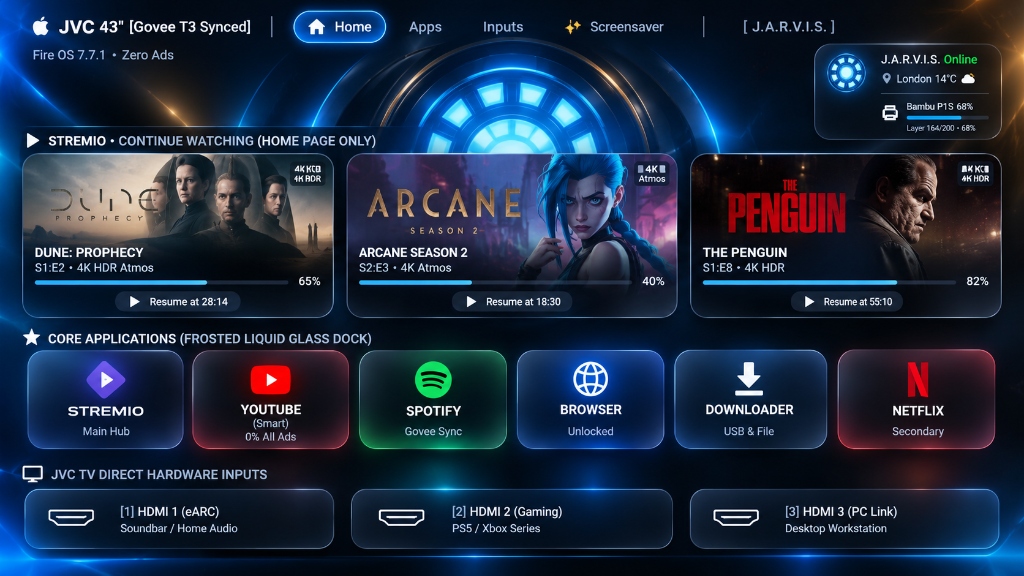 JVC 43" [Govee T3 Synced]
Home
Apps
Inputs
Screensaver
[ J.A.R.V.I.S. ]
Fire OS 7.7.1 • Zero Ads
J.A.R.V.I.S. Online
London 14°C
Bambu P1S 68%
Layer 164/200 • 68%
STREMIO • CONTINUE WATCHING (HOME PAGE ONLY)
DUNE
PROPHECY
4K HDR
DUNE: PROPHECY
S1:E2 • 4K HDR Atmos
65%
Resume at 28:14
ARCANE
SEASON 2
4K
Atmos
ARCANE SEASON 2
S2:E3 • 4K Atmos
40%
Resume at 18:30
THE
PENGUIN
4K HDR
THE PENGUIN
S1:E8 • 4K HDR
82%
Resume at 55:10
CORE APPLICATIONS (FROSTED LIQUID GLASS DOCK)
STREMIO
Main Hub
YOUTUBE
(Smart)
0% All Ads
SPOTIFY
Govee Sync
BROWSER
Unlocked
DOWNLOADER
USB & File
NETFLIX
Secondary
JVC TV DIRECT HARDWARE INPUTS
[1] HDMI 1 (eARC)
Soundbar / Home Audio
[2] HDMI 2 (Gaming)
PS5 / Xbox Series
[3] HDMI 3 (PC Link)
Desktop Workstation